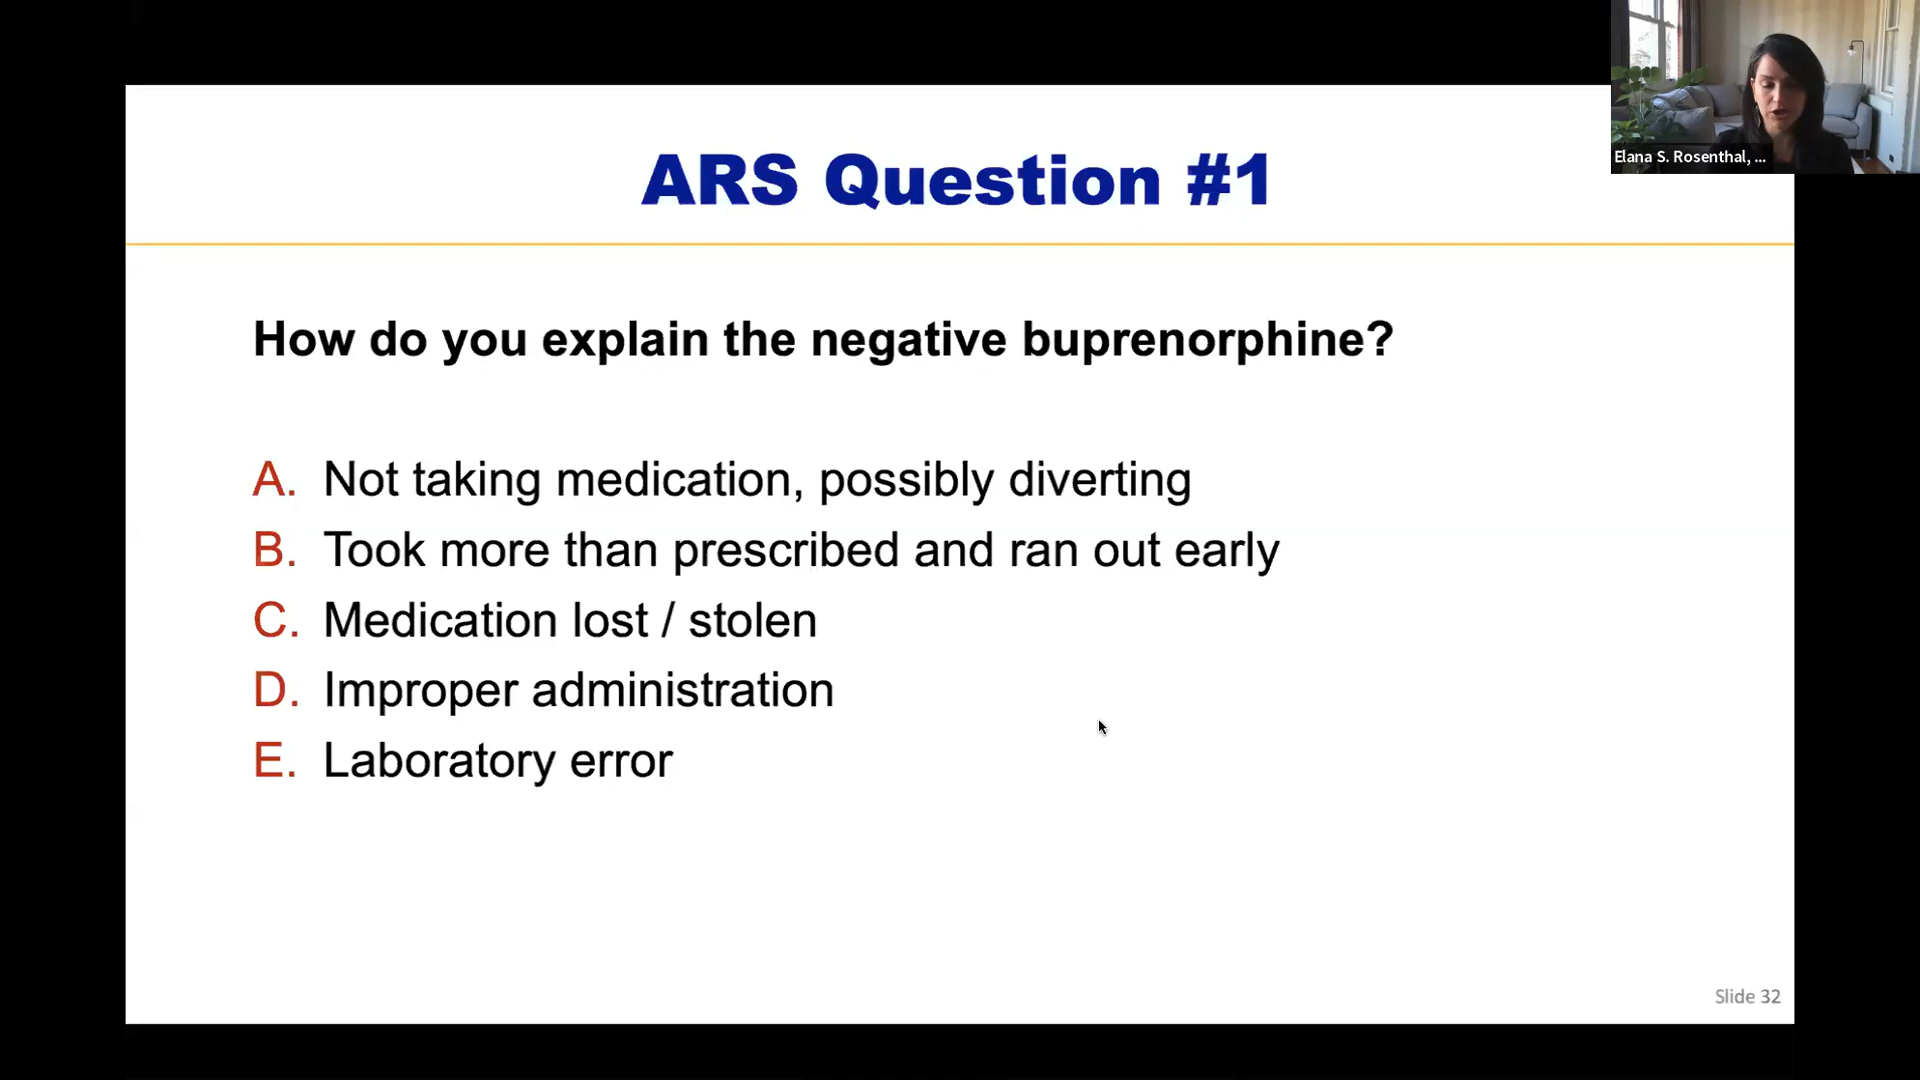 ARS Question #1
Elana S. Rosenthal, ...
How do you explain the negative buprenorphine?
A. Not taking medication, possibly diverting
B. Took more than prescribed and ran out early
C. Medication lost / stolen
D. Improper administration
E. Laboratory error
Slide 32